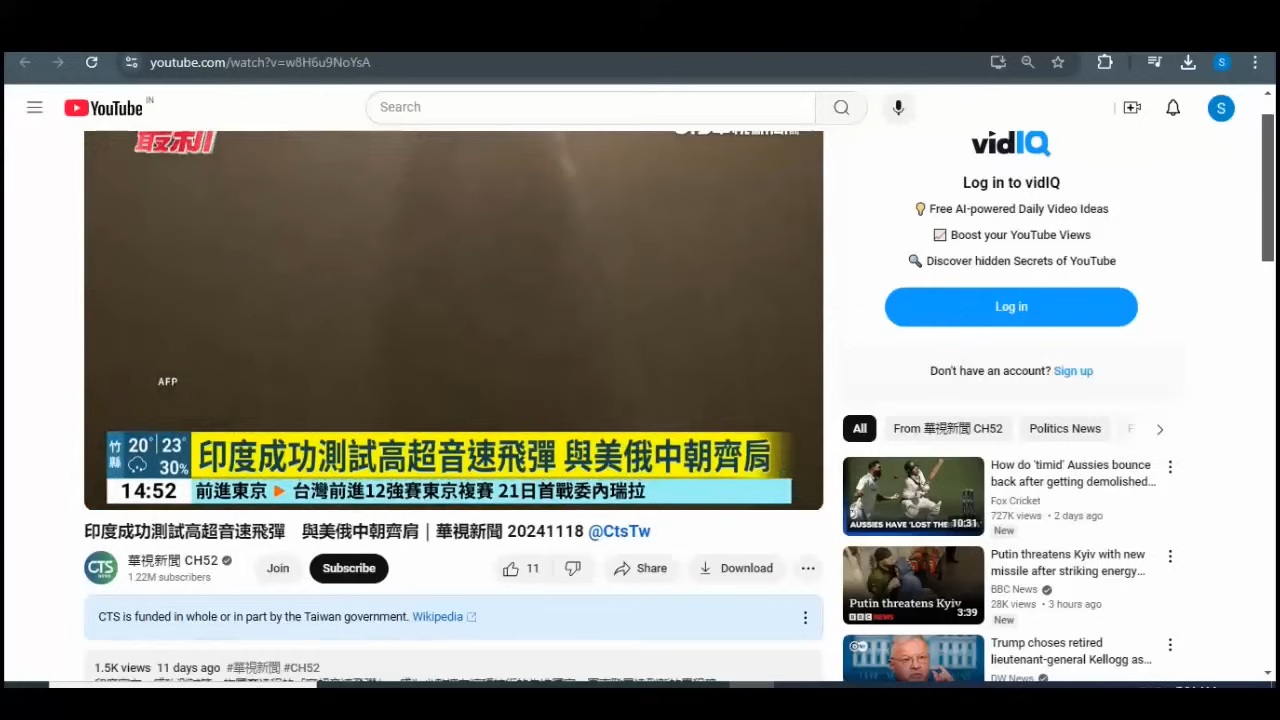 youtube.com/watch?v=w8H6u9NoYsA
S
YouTube IN
Search
S
最利
AFP
竹縣 20° 23° 30%
印度成功測試高超音速飛彈 與美俄中朝齊肩
14:52 前進東京 ▶ 台灣前進12強賽東京複賽 21日首戰委內瑞拉
印度成功測試高超音速飛彈 與美俄中朝齊肩｜華視新聞 20241118 @CtsTw
CTS NEWS
華視新聞 CH52
1.22M subscribers
Join
Subscribe
11
Share
Download
CTS is funded in whole or in part by the Taiwan government. Wikipedia
1.5K views 11 days ago #華視新聞 #CH52
vidIQ
Log in to vidIQ
Free AI-powered Daily Video Ideas
Boost your YouTube Views
Discover hidden Secrets of YouTube
Log in
Don't have an account? Sign up
All
From 華視新聞 CH52
Politics News
AUSSIES HAVE 'LOST THE
10:31
How do 'timid' Aussies bounce
back after getting demolished...
Fox Cricket
727K views • 2 days ago
New
Putin threatens Kyiv
BBC NEWS
3:39
Putin threatens Kyiv with new
missile after striking energy...
BBC News
28K views • 3 hours ago
New
Trump choses retired
lieutenant-general Kellogg as...
DW News